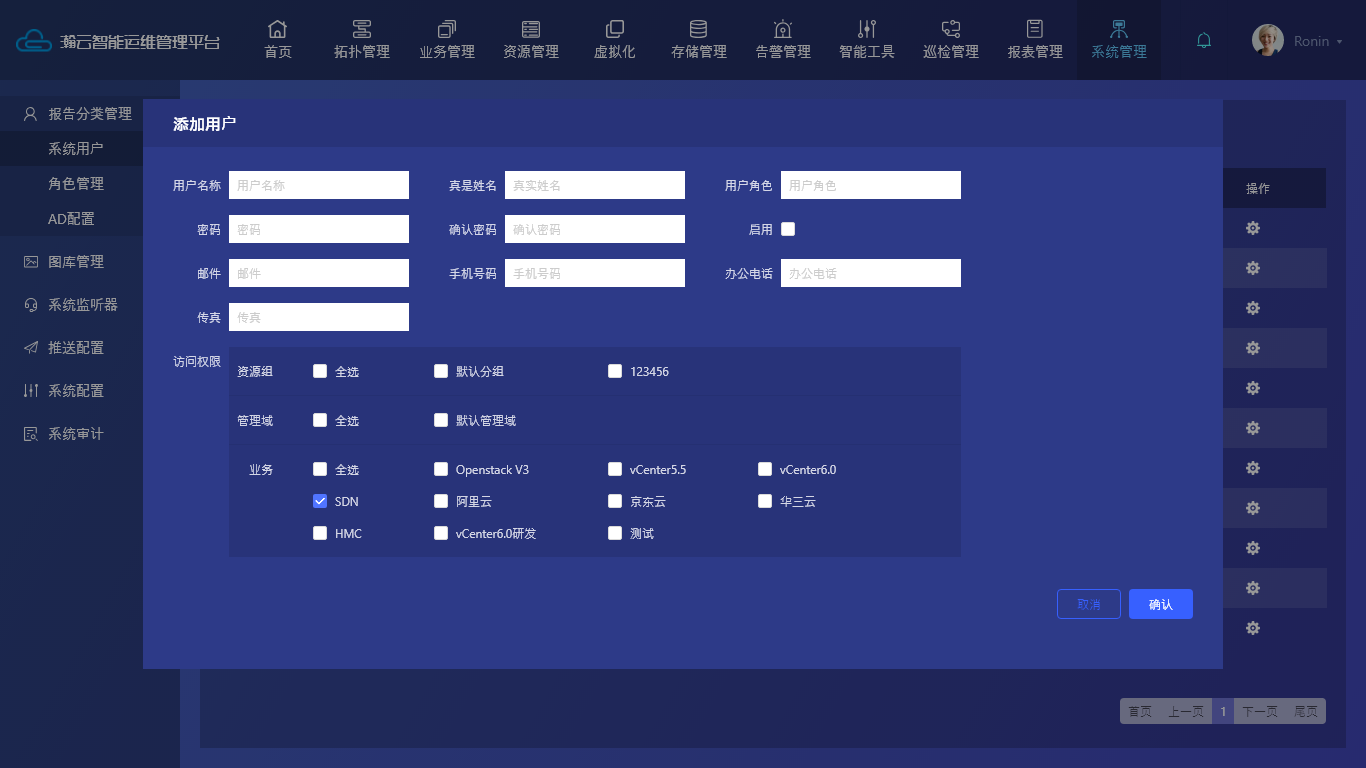 瀚云智能运维管理平台
首页 拓扑管理 业务管理 资源管理 虚拟化 存储管理 告警管理 智能工具 巡检管理 报表管理 系统管理 Ronin
报告分类管理
系统用户
角色管理
AD配置
图库管理
系统监听器
推送配置
系统配置
系统审计
添加用户
用户名称 用户名称 真是姓名 真实姓名 用户角色 用户角色
密码 密码 确认密码 确认密码 启用
邮件 邮件 手机号码 手机号码 办公电话 办公电话
传真 传真
访问权限
资源组 全选 默认分组 123456
管理域 全选 默认管理域
业务 全选 Openstack V3 vCenter5.5 vCenter6.0
SDN 阿里云 京东云 华三云
HMC vCenter6.0研发 测试
取消 确认
操作
首页 上一页 1 下一页 尾页